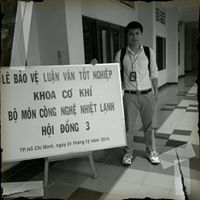 LỄ BẢO VỆ LUẬN VĂN TỐT NGHIỆP
KHOA CƠ KHÍ
BỘ MÔN CÔNG NGHỆ NHIỆT LẠNH
HỘI ĐỒNG 3
TP.Hồ Chí Minh, ngày 31 tháng 12 năm 2014